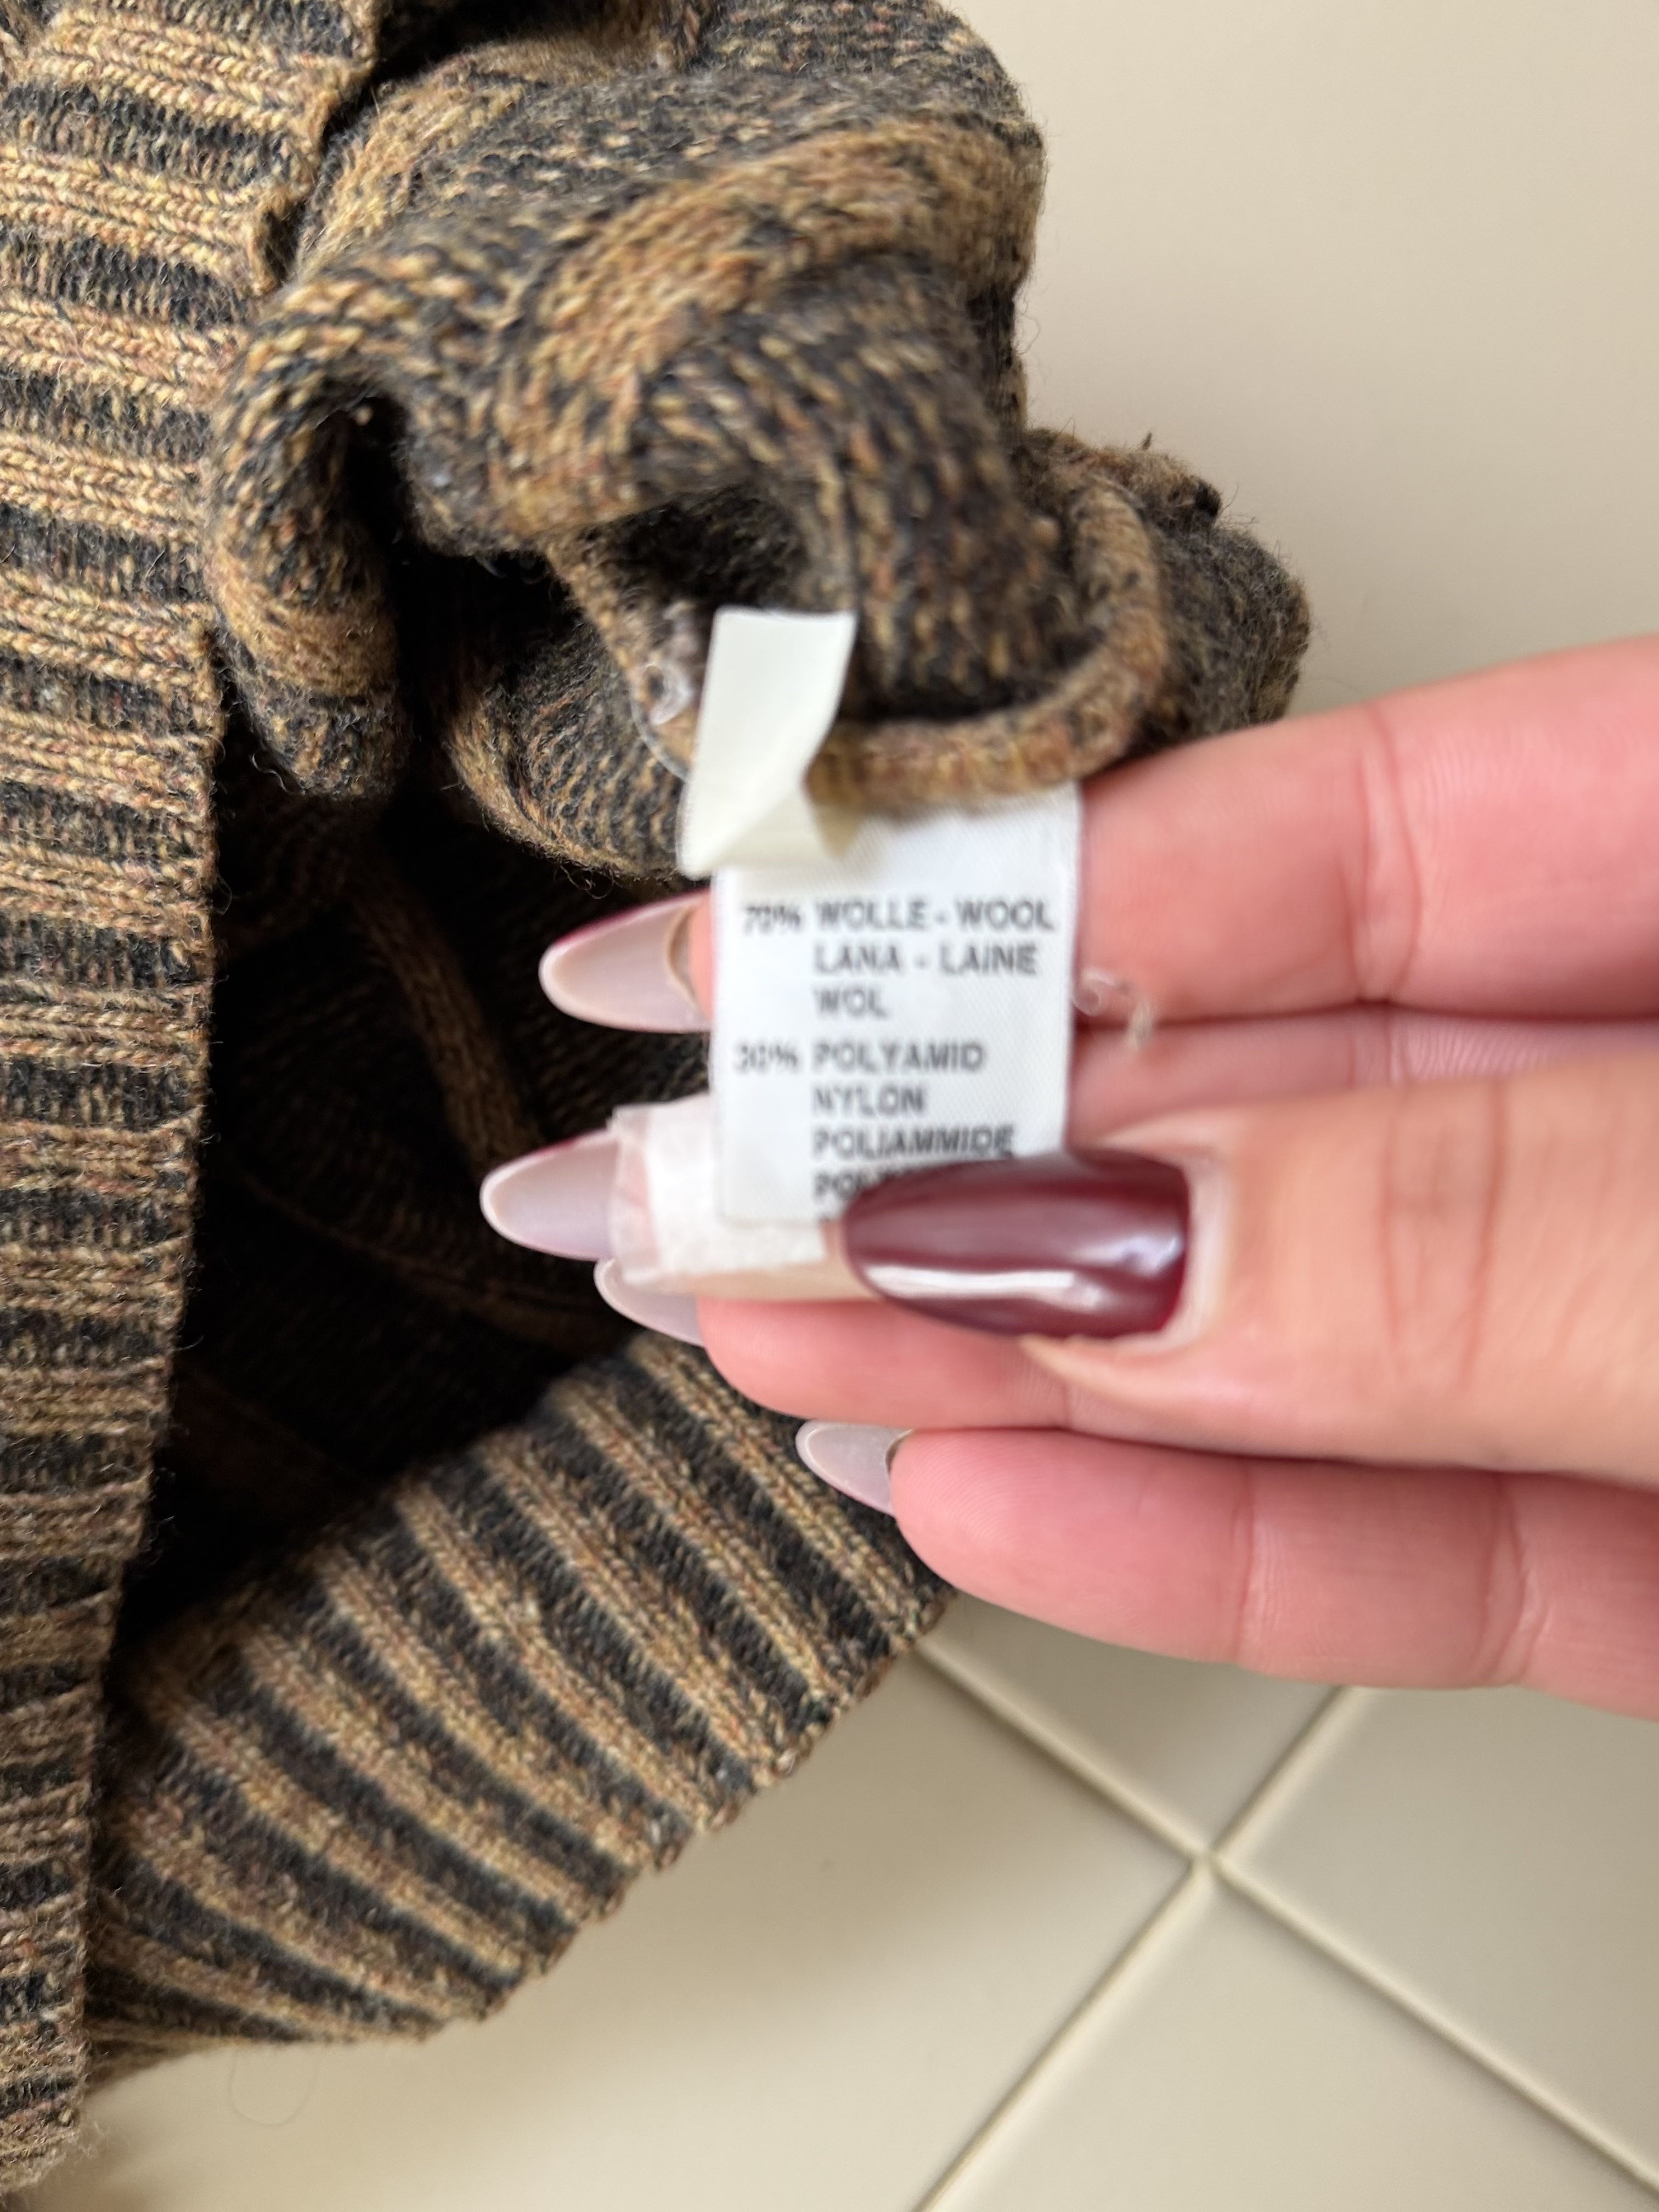 70% WOLLE - WOOL
LANA - LAINE
WOL
30% POLYAMID
NYLON
POLIAMMIDE